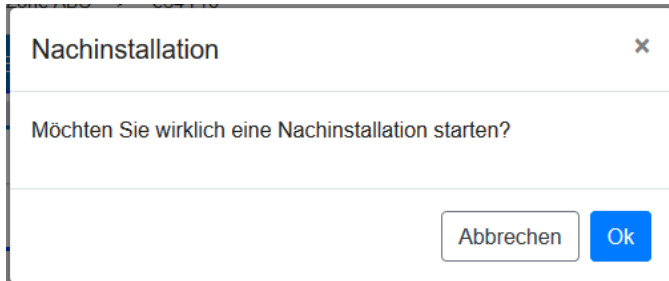 Nachinstallation ×
Möchten Sie wirklich eine Nachinstallation starten?
Abbrechen Ok